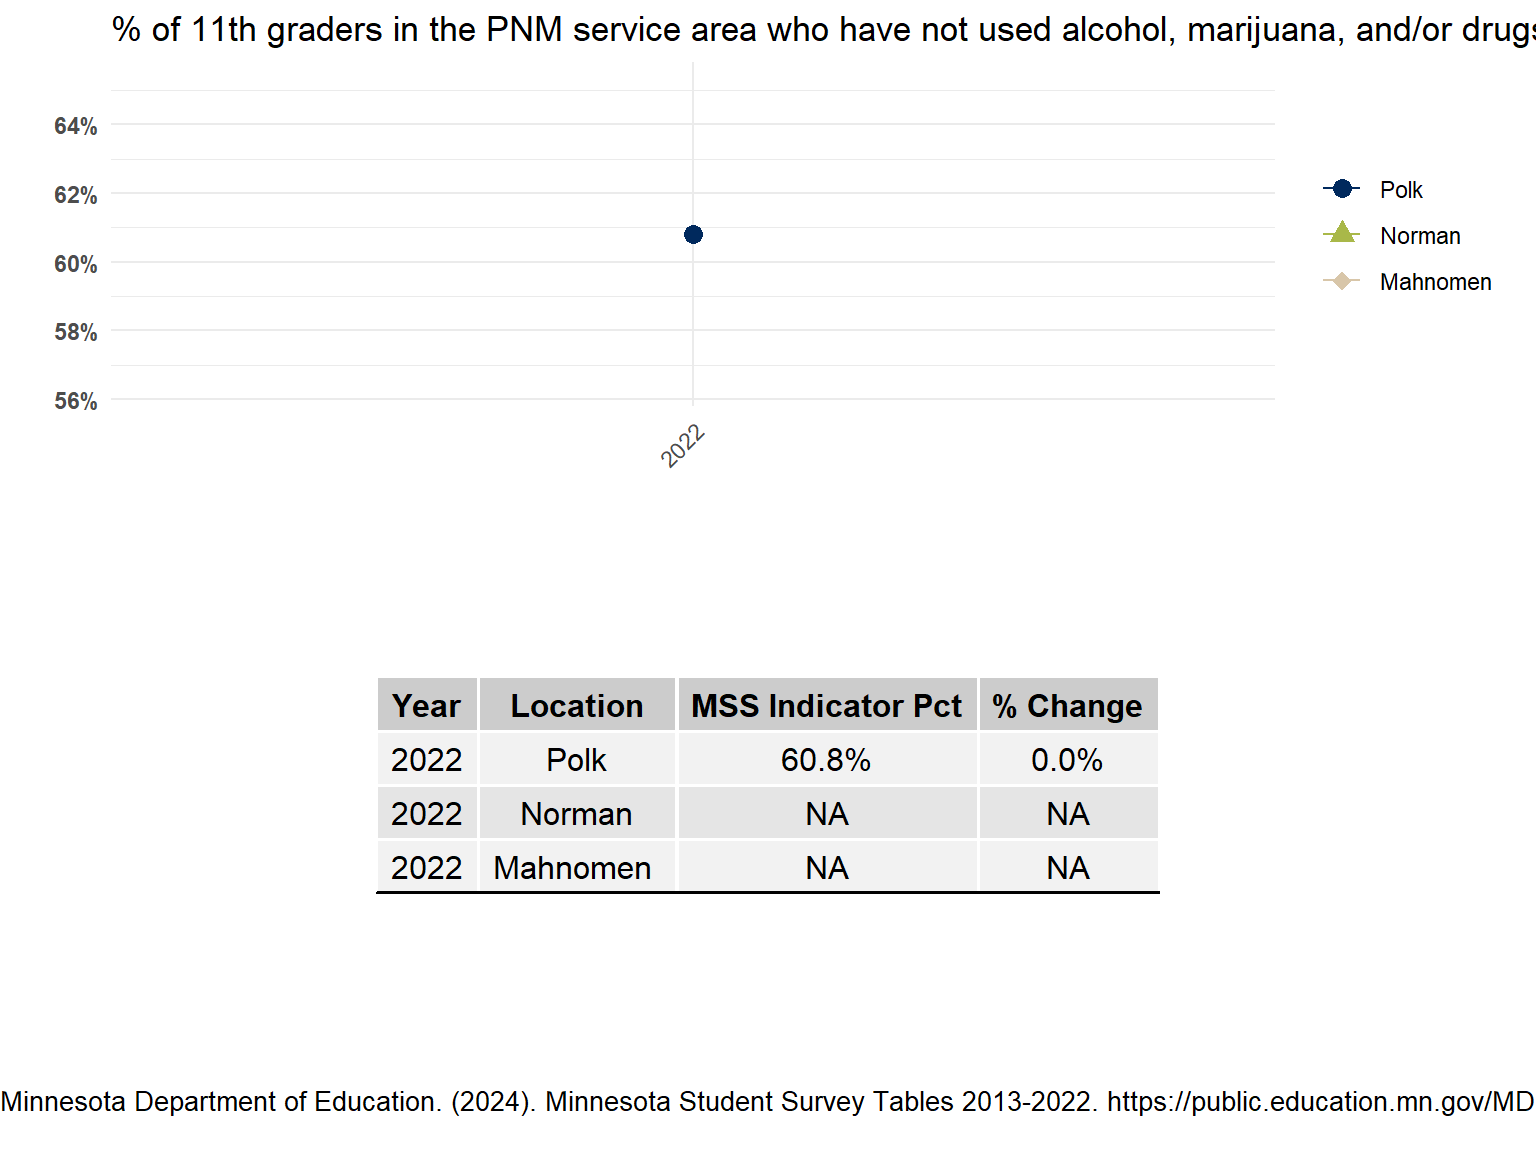 % of 11th graders in the PNM service area who have not used alcohol, marijuana, and/or drugs
64%
62%
60%
58%
56%
2022
Polk
Norman
Mahnomen
Year Location MSS Indicator Pct % Change
2022 Polk 60.8% 0.0%
2022 Norman NA NA
2022 Mahnomen NA NA
Minnesota Department of Education. (2024). Minnesota Student Survey Tables 2013-2022. https://public.education.mn.gov/MD